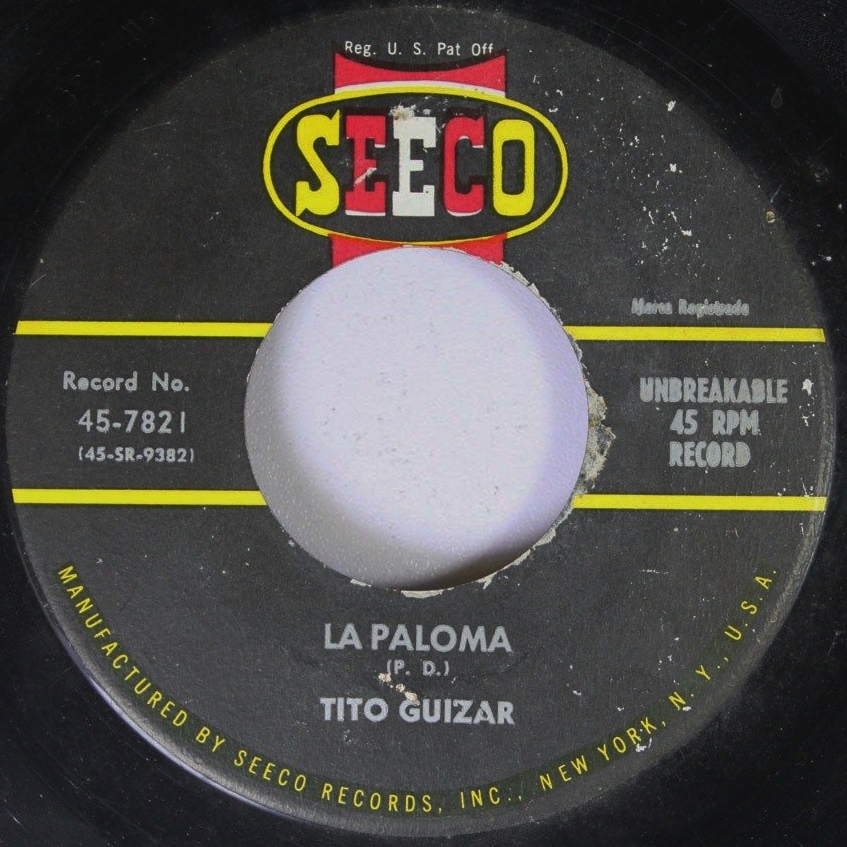 Reg. U. S. Pat Off.
SEECO
Marca Registrada
Record No.
45-7821
(45-SR-9382)
UNBREAKABLE
45 RPM
RECORD
LA PALOMA
(P. D.)
TITO GUIZAR
MANUFACTURED BY SEECO RECORDS, INC., NEW YORK, N. Y., U.S.A.